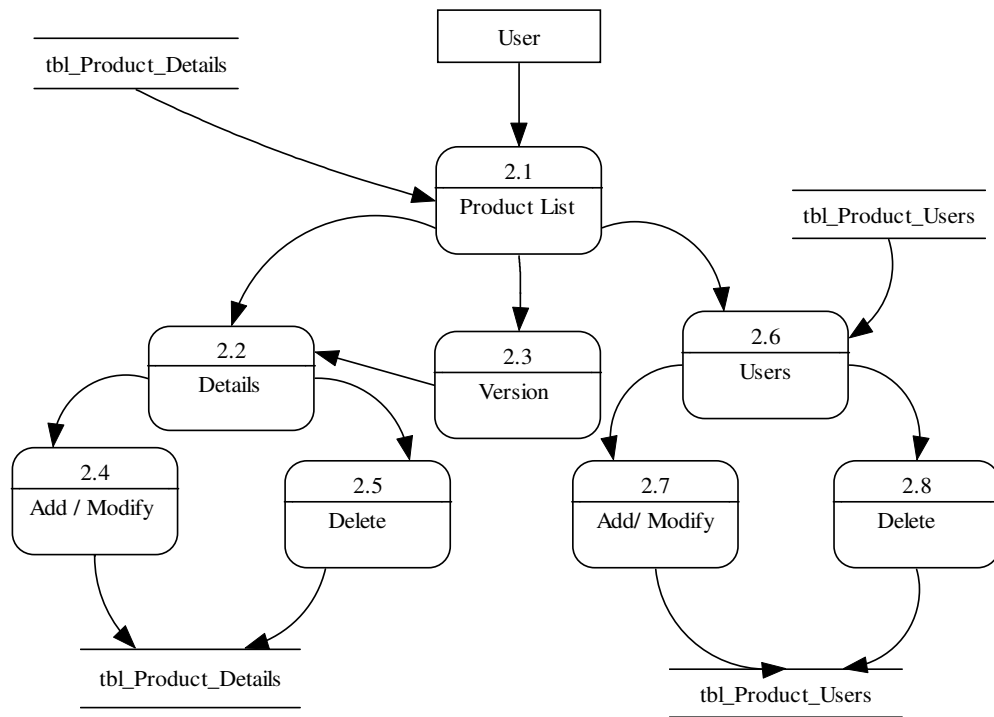 User
tbl_Product_Details
2.1
Product List
tbl_Product_Users
2.2
Details
2.3
Version
2.6
Users
2.4
Add / Modify
2.5
Delete
2.7
Add/ Modify
2.8
Delete
tbl_Product_Details
tbl_Product_Users